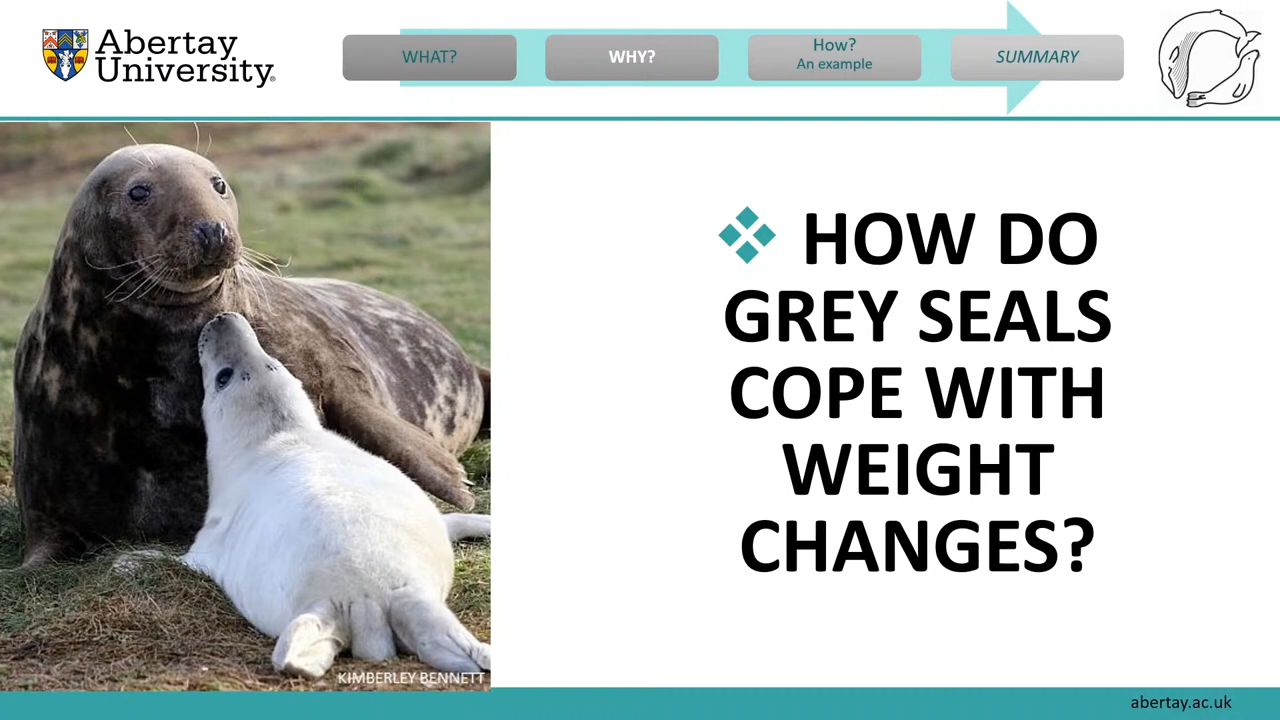 Abertay
University®
WHAT?
WHY?
How?
An example
SUMMARY
❖ HOW DO
GREY SEALS
COPE WITH
WEIGHT
CHANGES?
KIMBERLEY BENNETT
abertay.ac.uk